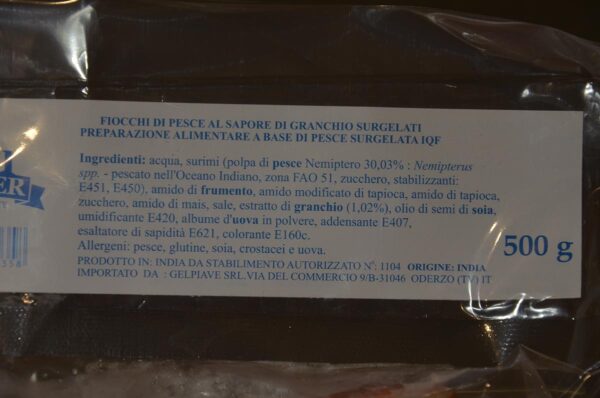 FIOCCHI DI PESCE AL SAPORE DI GRANCHIO SURGELATI
PREPARAZIONE ALIMENTARE A BASE DI PESCE SURGELATA IQF
Ingredienti: acqua, surimi (polpa di pesce Nemiptero 30,03% : Nemipterus
spp. - pescato nell'Oceano Indiano, zona FAO 51, zucchero, stabilizzanti:
E451, E450). amido di frumento, amido modificato di tapioca, amido di tapioca,
zucchero, amido di mais, sale, estratto di granchio (1,02%), olio di semi di soia,
umidificante E420, albume d'uova in polvere, addensante E407,
esaltatore di sapidità E621, colorante E160c.
Allergeni: pesce, glutine, soia, crostacei e uova.
PRODOTTO IN: INDIA DA STABILIMENTO AUTORIZZATO N°: 1104 ORIGINE: INDIA
IMPORTATO DA : GELPIAVE SRL.VIA DEL COMMERCIO 9/B-31046 ODERZO (TV) IT
500 g